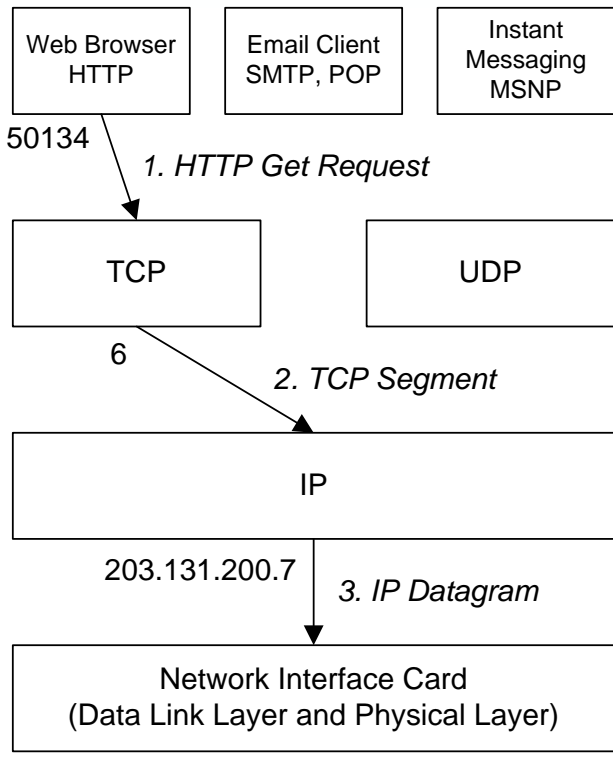 Web Browser
HTTP
Email Client
SMTP, POP
Instant
Messaging
MSNP
50134
1. HTTP Get Request
TCP
UDP
6
2. TCP Segment
IP
203.131.200.7
3. IP Datagram
Network Interface Card
(Data Link Layer and Physical Layer)